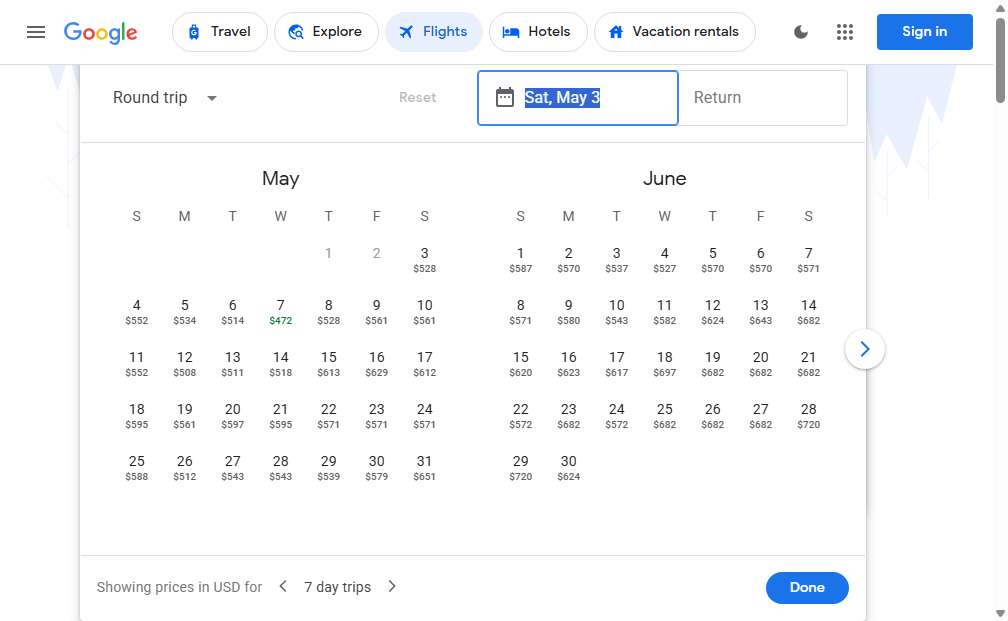 Google
Travel
Explore
Flights
Hotels
Vacation rentals
Sign in
Round trip
Reset
Sat, May 3
Return
May
S M T W T F S
1 2 3
$528
4 5 6 7 8 9 10
$552 $534 $514 $472 $528 $561 $561
11 12 13 14 15 16 17
$552 $508 $511 $518 $613 $629 $612
18 19 20 21 22 23 24
$595 $561 $597 $595 $571 $571 $571
25 26 27 28 29 30 31
$588 $512 $543 $543 $539 $579 $651
June
S M T W T F S
1 2 3 4 5 6 7
$587 $570 $537 $527 $570 $570 $571
8 9 10 11 12 13 14
$571 $580 $543 $582 $624 $643 $682
15 16 17 18 19 20 21
$620 $623 $617 $697 $682 $682 $682
22 23 24 25 26 27 28
$572 $682 $572 $682 $682 $682 $720
29 30
$720 $624
Showing prices in USD for
7 day trips
Done